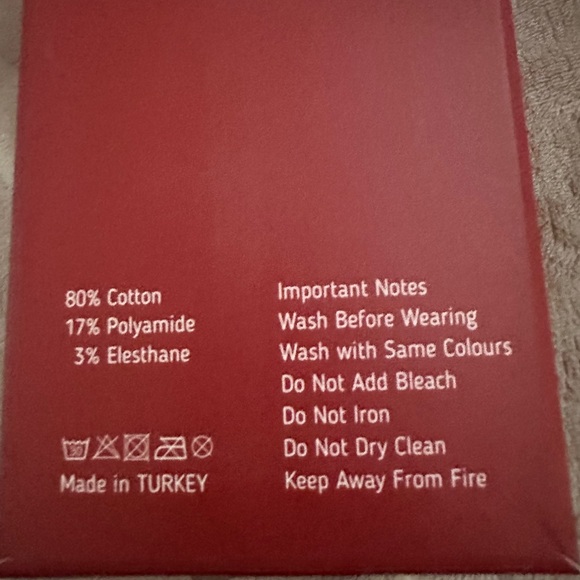 80% Cotton
17% Polyamide
3% Elesthane
30
Made in TURKEY
Important Notes
Wash Before Wearing
Wash with Same Colours
Do Not Add Bleach
Do Not Iron
Do Not Dry Clean
Keep Away From Fire